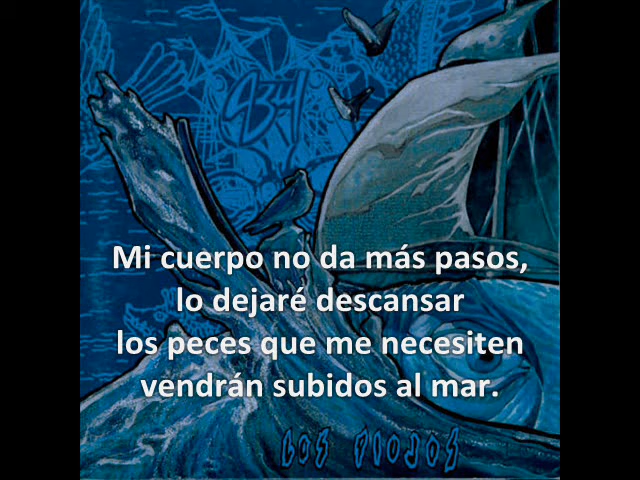 Mi cuerpo no da más pasos,
lo dejaré descansar
los peces que me necesiten
vendrán subidos al mar.
LOS PIOJOS